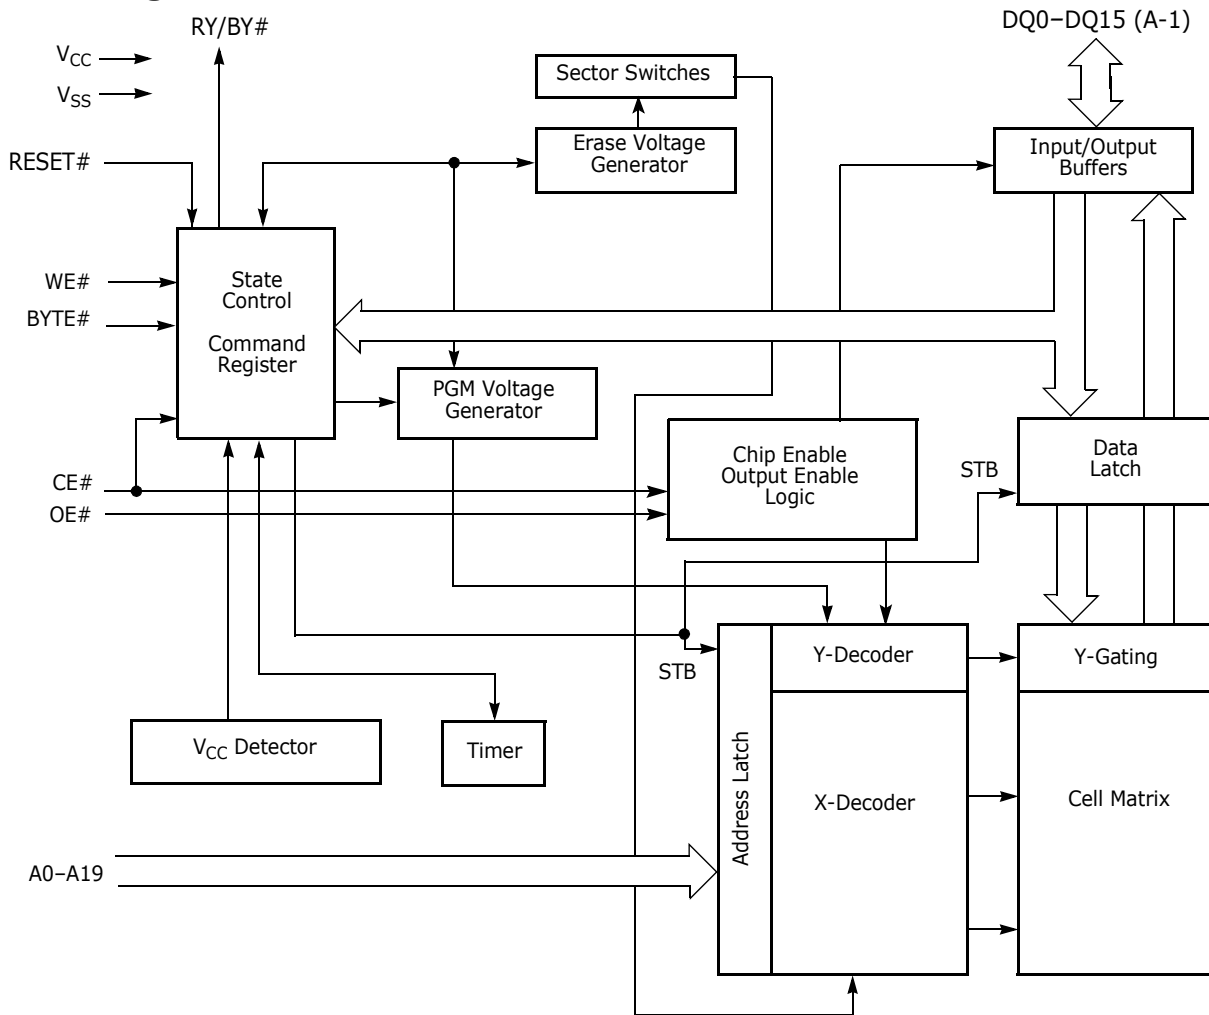 RY/BY#
DQ0–DQ15 (A-1)
VCC
VSS
Sector Switches
RESET#
Erase Voltage
Generator
Input/Output
Buffers
WE#
BYTE#
State
Control
Command
Register
PGM Voltage
Generator
CE#
OE#
Chip Enable
Output Enable
Logic
STB
Data
Latch
STB
Y-Decoder
Y-Gating
VCC Detector
Timer
Address Latch
X-Decoder
Cell Matrix
A0–A19